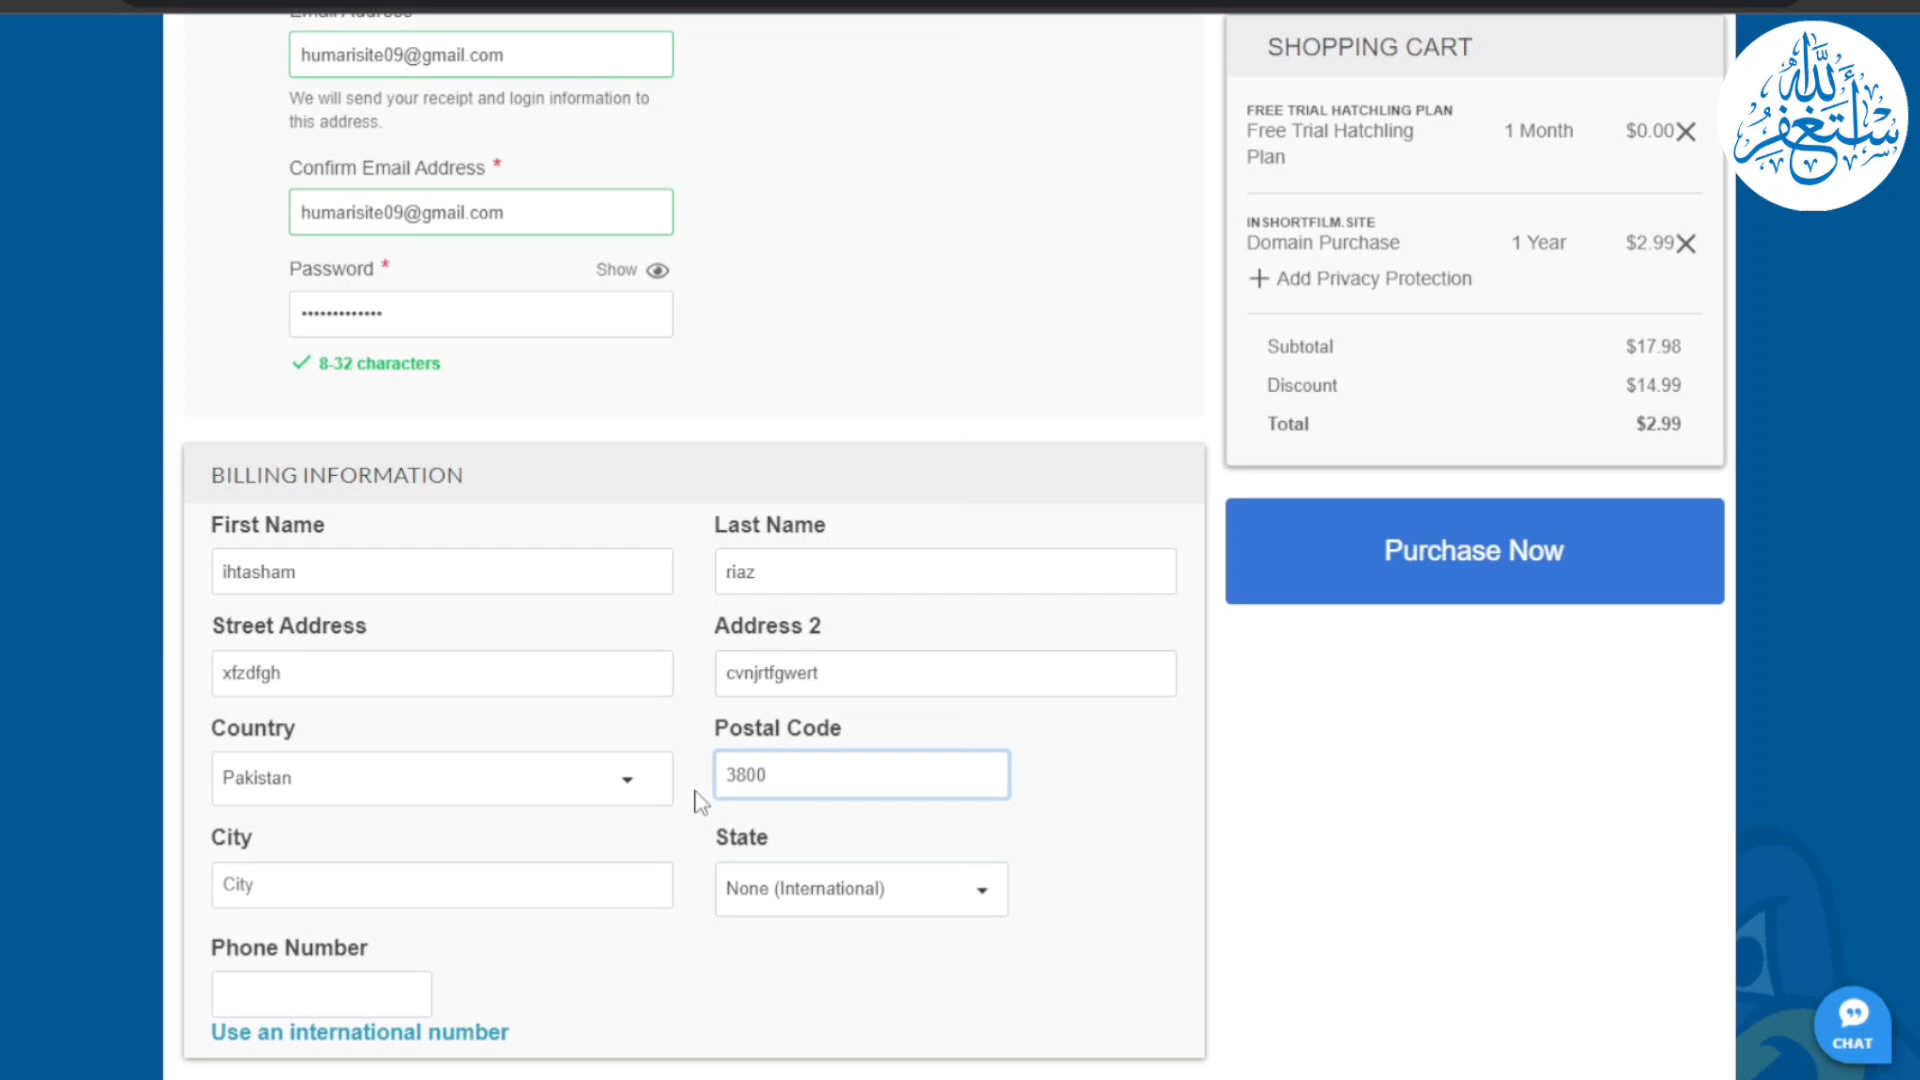 humarisite09@gmail.com
We will send your receipt and login information to
this address.
Confirm Email Address *
humarisite09@gmail.com
Password *
Show
•••••••••••••
8-32 characters
BILLING INFORMATION
First Name
Last Name
ihtasham
riaz
Street Address
Address 2
xfzdfgh
cvnjrtfgwert
Country
Postal Code
Pakistan
3800
City
State
City
None (International)
Phone Number
Use an international number
SHOPPING CART
FREE TRIAL HATCHLING PLAN
Free Trial Hatchling
Plan
1 Month
$0.00
INSHORTFILM.SITE
Domain Purchase
1 Year
$2.99
Add Privacy Protection
Subtotal
$17.98
Discount
$14.99
Total
$2.99
Purchase Now
أستغفر الله
CHAT